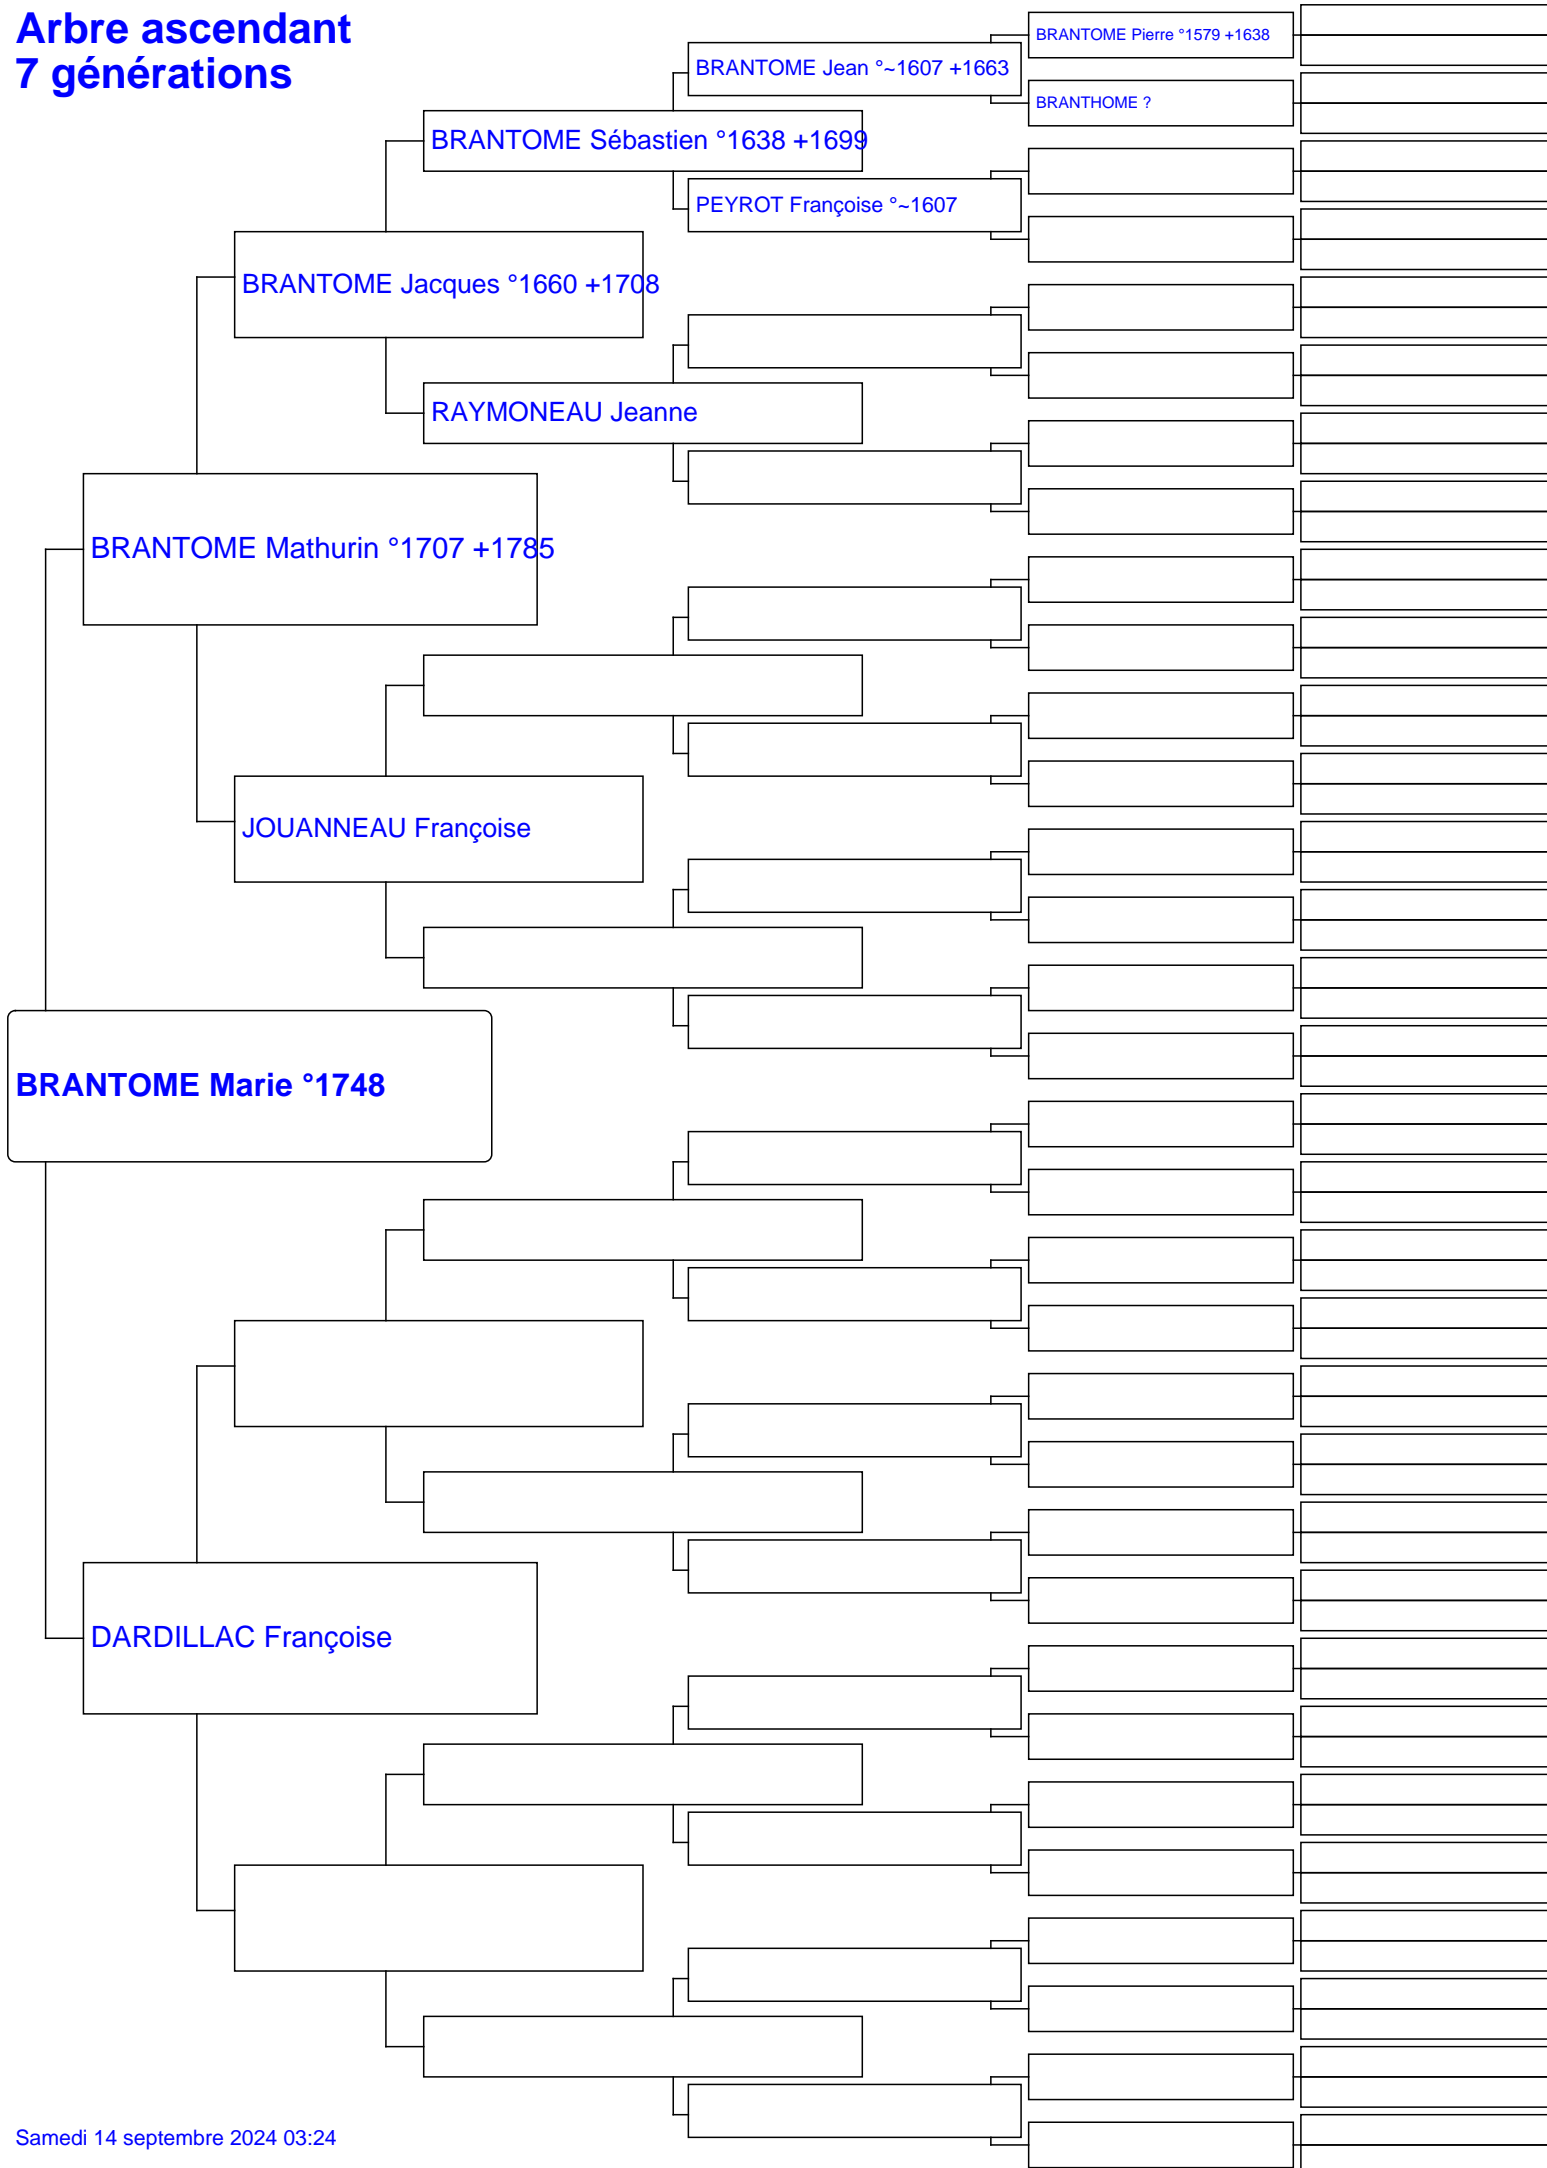 Arbre ascendant
7 générations
BRANTOME Pierre °1579 +1638
BRANTOME Jean °~1607 +1663
BRANTHOME ?
BRANTOME Sébastien °1638 +1699
PEYROT Françoise °~1607
BRANTOME Jacques °1660 +1708
RAYMONEAU Jeanne
BRANTOME Mathurin °1707 +1785
JOUANNEAU Françoise
BRANTOME Marie °1748
DARDILLAC Françoise
Samedi 14 septembre 2024 03:24